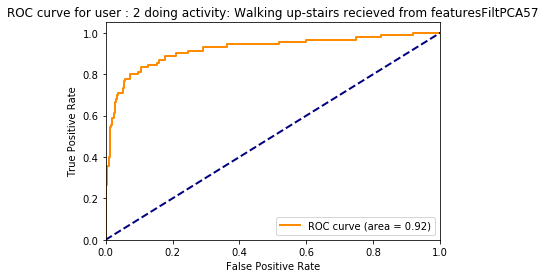 ROC curve for user : 2 doing activity: Walking up-stairs recieved from featuresFiltPCA57
1.0
0.8
0.6
0.4
0.2
0.0
True Positive Rate
ROC curve (area = 0.92)
0.0 0.2 0.4 0.6 0.8 1.0
False Positive Rate